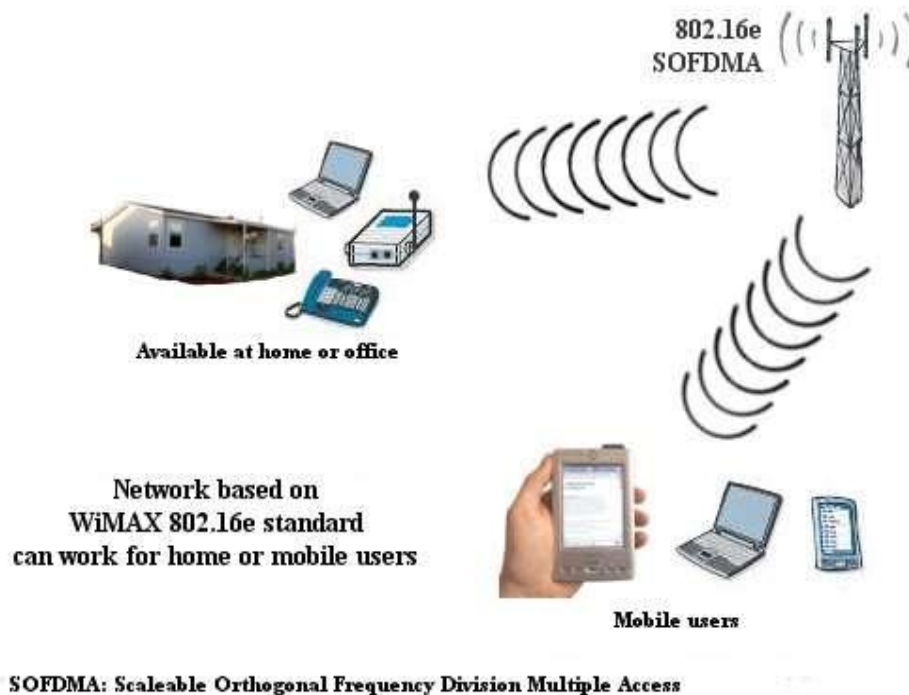 802.16e
SOFDMA
Available at home or office
Network based on
WiMAX 802.16e standard
can work for home or mobile users
Mobile users
SOFDMA: Scaleable Orthogonal Frequency Division Multiple Access